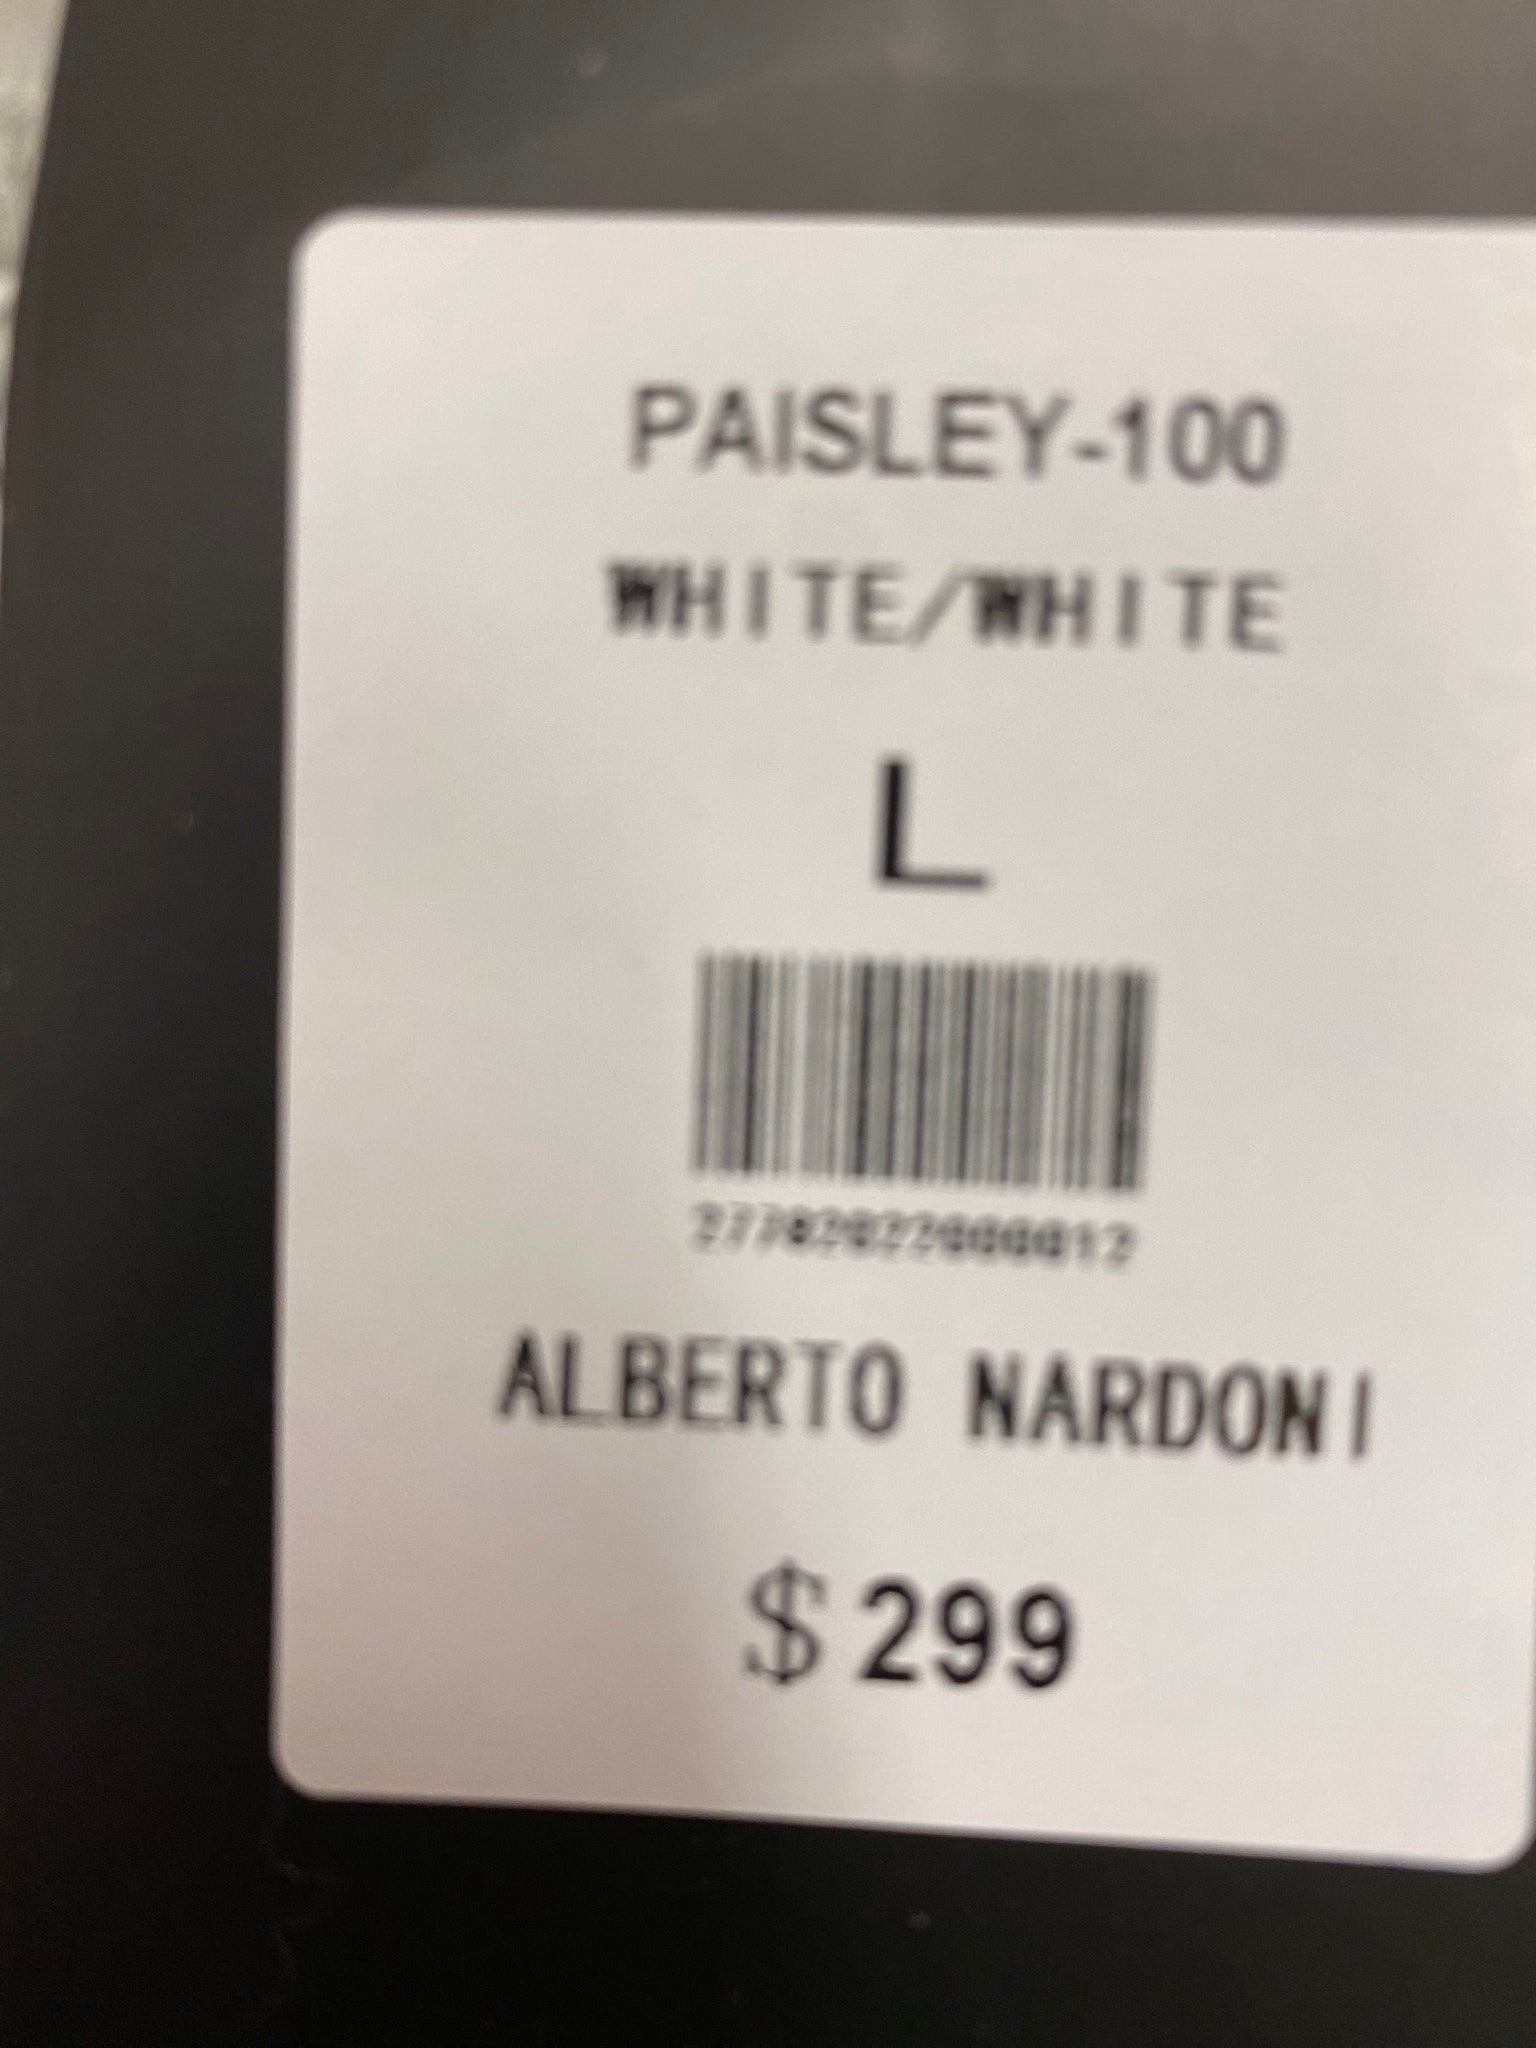 PAISLEY-100
WHITE/WHITE
L
ALBERTO NARDONI
$299